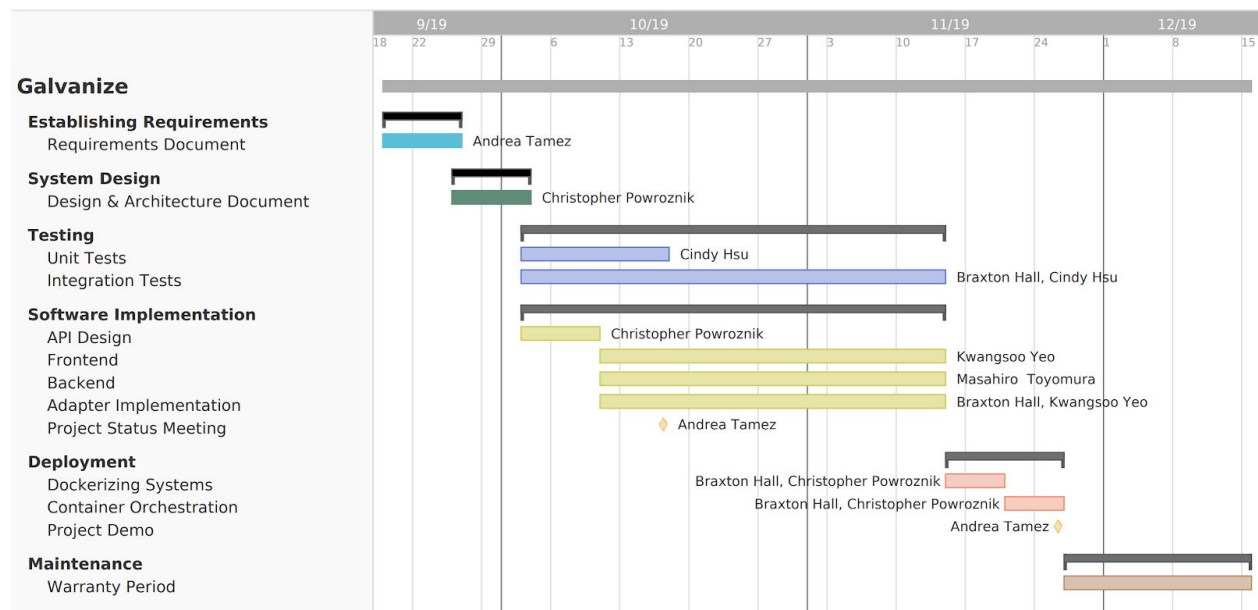 9/19 10/19 11/19 12/19
18 22 29 6 13 20 27 3 10 17 24 1 8 15
Galvanize
Establishing Requirements
Requirements Document Andrea Tamez
System Design
Design & Architecture Document Christopher Powroznik
Testing
Unit Tests Cindy Hsu
Integration Tests Braxton Hall, Cindy Hsu
Software Implementation
API Design Christopher Powroznik
Frontend Kwangsoo Yeo
Backend Masahiro Toyomura
Adapter Implementation Braxton Hall, Kwangsoo Yeo
Project Status Meeting Andrea Tamez
Deployment
Dockerizing Systems Braxton Hall, Christopher Powroznik
Container Orchestration Braxton Hall, Christopher Powroznik
Project Demo Andrea Tamez
Maintenance
Warranty Period